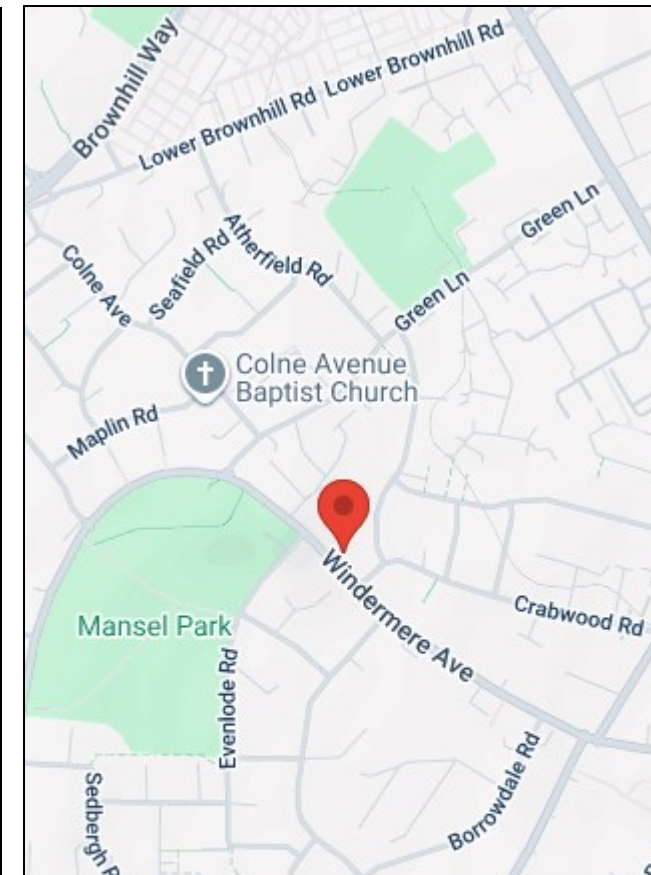 Brownhill Way
Lower Brownhill Rd
Lower Brownhill Rd
Green Ln
Atherfield Rd
Seafield Rd
Colne Ave
Green Ln
Colne Avenue
Baptist Church
Maplin Rd
Windermere Ave
Crabwood Rd
Mansel Park
Evenlode Rd
Borrowdale Rd
Sedbergh